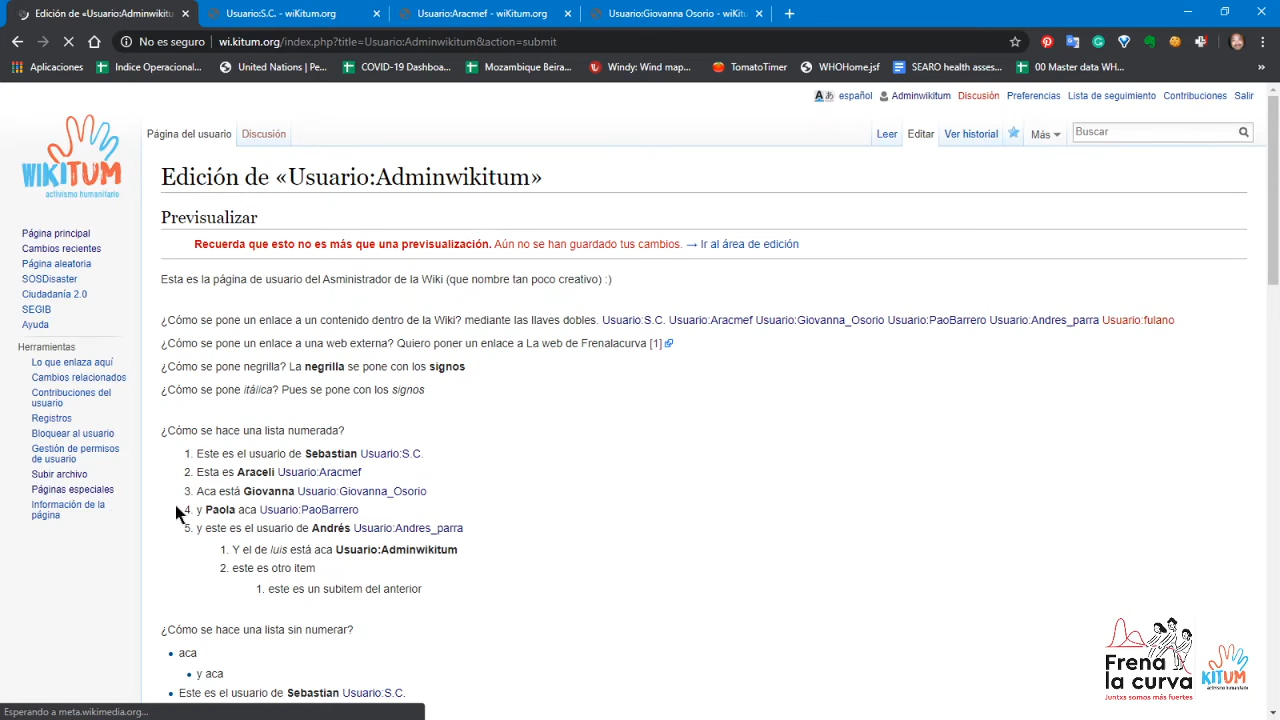 Edición de «Usuario:Adminwikitu
Usuario:S.C. - wiKitum.org
Usuario:Aracmef - wiKitum.org
Usuario:Giovanna Osorio - wiKitu
No es seguro
wi.kitum.org/index.php?title=Usuario:Adminwikitum&action=submit
Aplicaciones
Indice Operacional...
United Nations | Pe...
COVID-19 Dashboa...
Mozambique Beira...
Windy: Wind map...
TomatoTimer
WHOHome.jsf
SEARO health asses...
00 Master data WH...
»
español
Adminwikitum
Discusión
Preferencias
Lista de seguimiento
Contribuciones
Salir
WIKITUM
activismo humanitario
Página del usuario
Discusión
Leer
Editar
Ver historial
Más
Buscar
Página principal
Cambios recientes
Página aleatoria
SOSDisaster
Ciudadanía 2.0
SEGIB
Ayuda
Herramientas
Lo que enlaza aquí
Cambios relacionados
Contribuciones del
usuario
Registros
Bloquear al usuario
Gestión de permisos
de usuario
Subir archivo
Páginas especiales
Información de la
página
Edición de «Usuario:Adminwikitum»
Previsualizar
Recuerda que esto no es más que una previsualización. Aún no se han guardado tus cambios. → Ir al área de edición
Esta es la página de usuario del Asministrador de la Wiki (que nombre tan poco creativo) :)
¿Cómo se pone un enlace a un contenido dentro de la Wiki? mediante las llaves dobles. Usuario:S.C. Usuario:Aracmef Usuario:Giovanna_Osorio Usuario:PaoBarrero Usuario:Andres_parra Usuario:fulano
¿Cómo se pone un enlace a una web externa? Quiero poner un enlace a La web de Frenalacurva [1]
¿Cómo se pone negrilla? La negrilla se pone con los signos
¿Cómo se pone itálica? Pues se pone con los signos
¿Cómo se hace una lista numerada?
1. Este es el usuario de Sebastian Usuario:S.C.
2. Esta es Araceli Usuario:Aracmef
3. Aca está Giovanna Usuario:Giovanna_Osorio
4. y Paola aca Usuario:PaoBarrero
5. y este es el usuario de Andrés Usuario:Andres_parra
1. Y el de luis está aca Usuario:Adminwikitum
2. este es otro item
1. este es un subitem del anterior
¿Cómo se hace una lista sin numerar?
• aca
• y aca
• Este es el usuario de Sebastian Usuario:S.C.
Frena
la curva
Juntxs somos más fuertes
KITUM
activismo humanitario
Esperando a meta.wikimedia.org...